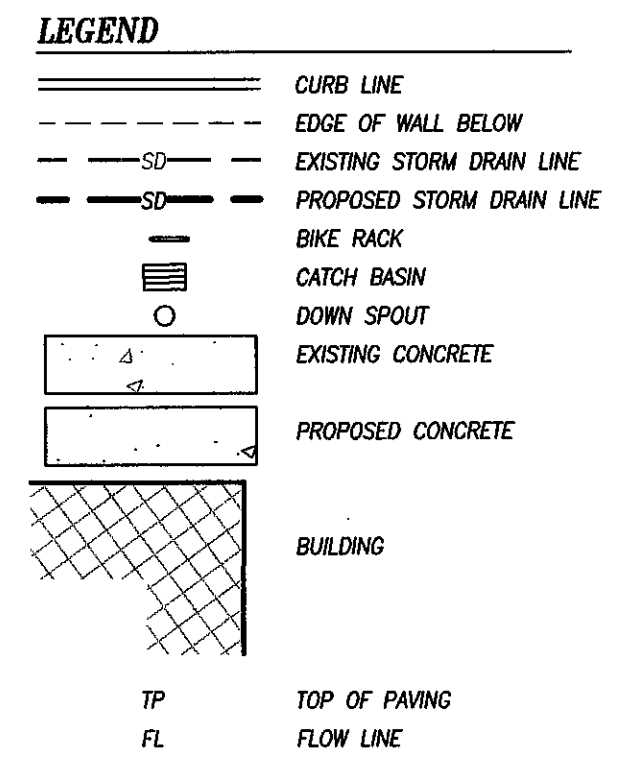 LEGEND
CURB LINE
EDGE OF WALL BELOW
SD EXISTING STORM DRAIN LINE
SD PROPOSED STORM DRAIN LINE
BIKE RACK
CATCH BASIN
DOWN SPOUT
EXISTING CONCRETE
PROPOSED CONCRETE
BUILDING
TP TOP OF PAVING
FL FLOW LINE